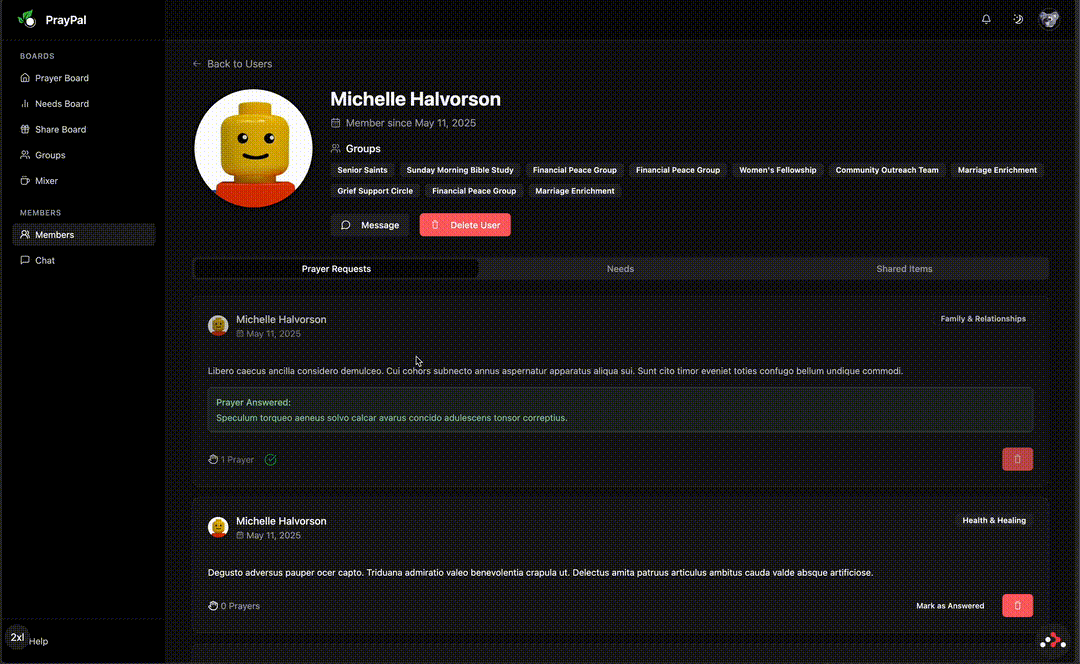 PrayPal
BOARDS
Prayer Board
Needs Board
Share Board
Groups
Mixer
MEMBERS
Members
Chat
2xl
Help
Back to Users
Michelle Halvorson
Member since May 11, 2025
Groups
Senior Saints Sunday Morning Bible Study Financial Peace Group Financial Peace Group Women's Fellowship Community Outreach Team Marriage Enrichment
Grief Support Circle Financial Peace Group Marriage Enrichment
Message Delete User
Prayer Requests Needs Shared Items
Michelle Halvorson Family & Relationships
May 11, 2025
Libero caecus ancilla considero demulceo. Cui cohors subnecto annus aspernatur apparatus aliqua sui. Sunt cito timor eveniet toties confugo bellum undique commodi.
Prayer Answered:
Speculum torqueo aeneus solvo calcar avarus concido adulescens tonsor correptius.
1 Prayer
Michelle Halvorson Health & Healing
May 11, 2025
Degusto adversus pauper ocer capto. Triduana admiratio valeo benevolentia crapula ut. Delectus amita patruus articulus ambitus cauda valde absque artificiose.
0 Prayers Mark as Answered